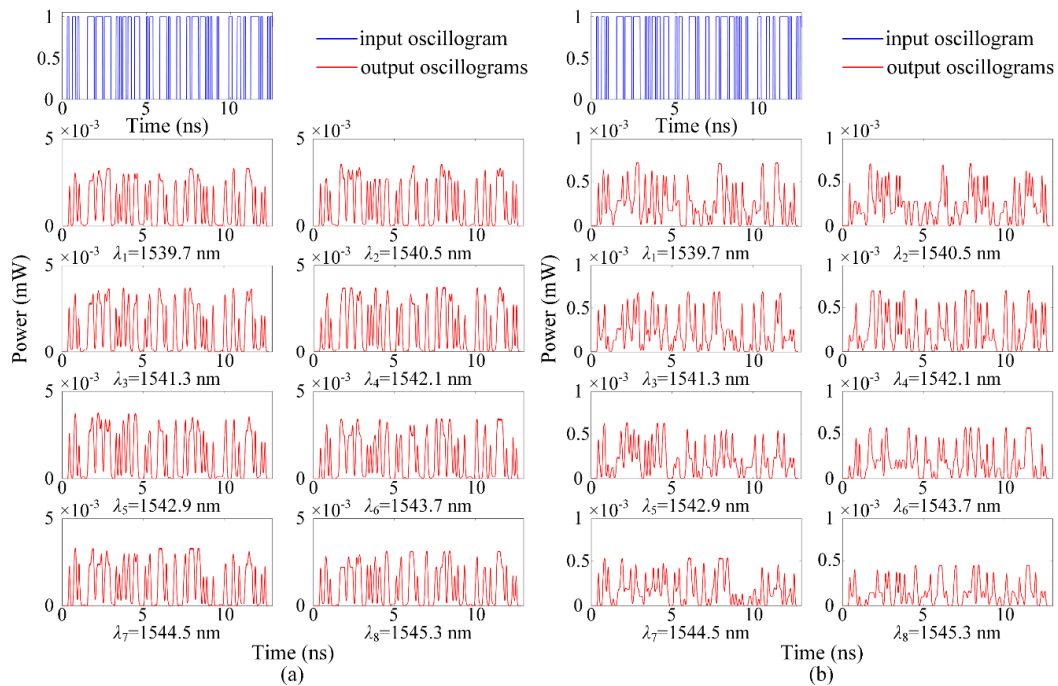 1
0.5
0
0 5 10
Time (ns)
input oscillogram
output oscillograms
×10⁻³ ×10⁻³
5 5
0 0
0 5 10 0 5 10
λ₁=1539.7 nm λ₂=1540.5 nm
×10⁻³ ×10⁻³
5 5
0 0
0 5 10 0 5 10
λ₃=1541.3 nm λ₄=1542.1 nm
×10⁻³ ×10⁻³
5 5
0 0
0 5 10 0 5 10
λ₅=1542.9 nm λ₆=1543.7 nm
×10⁻³ ×10⁻³
5 5
0 0
0 5 10 0 5 10
λ₇=1544.5 nm λ₈=1545.3 nm
Power (mW)
Time (ns)
(a)
1
0.5
0
0 5 10
Time (ns)
input oscillogram
output oscillograms
×10⁻³ ×10⁻³
1 1
0.5 0.5
0 0
0 5 10 0 5 10
λ₁=1539.7 nm λ₂=1540.5 nm
×10⁻³ ×10⁻³
1 1
0.5 0.5
0 0
0 5 10 0 5 10
λ₃=1541.3 nm λ₄=1542.1 nm
×10⁻³ ×10⁻³
1 1
0.5 0.5
0 0
0 5 10 0 5 10
λ₅=1542.9 nm λ₆=1543.7 nm
×10⁻³ ×10⁻³
1 1
0.5 0.5
0 0
0 5 10 0 5 10
λ₇=1544.5 nm λ₈=1545.3 nm
Power (mW)
Time (ns)
(b)